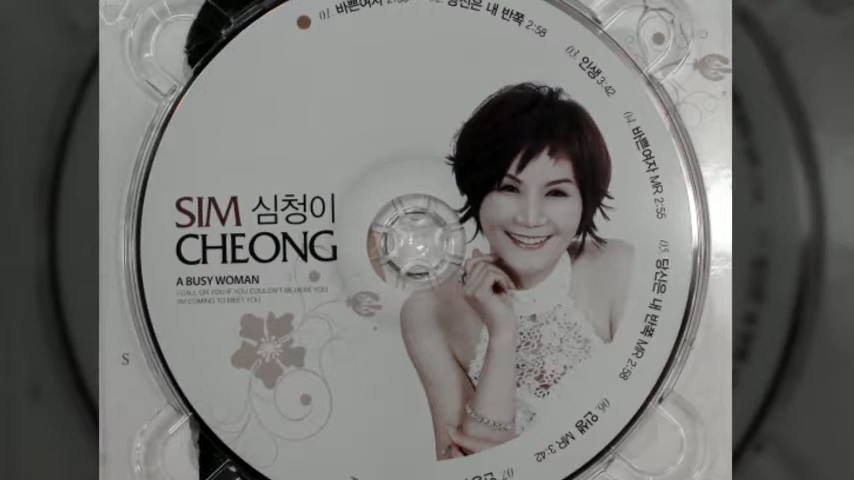 01. 바쁜여자
당신은 내 반쪽 2:58
03. 인생 3:42
04. 바쁜여자 MR 2:55
05. 당신은 내 반쪽 MR 2:58
06. 인생 MR 3:42
07.
SIM 심청이
CHEONG
A BUSY WOMAN
I CALL ON YOU IF YOU COULDN'T BE HERE YOU
IM COMING TO MEET YOU
S